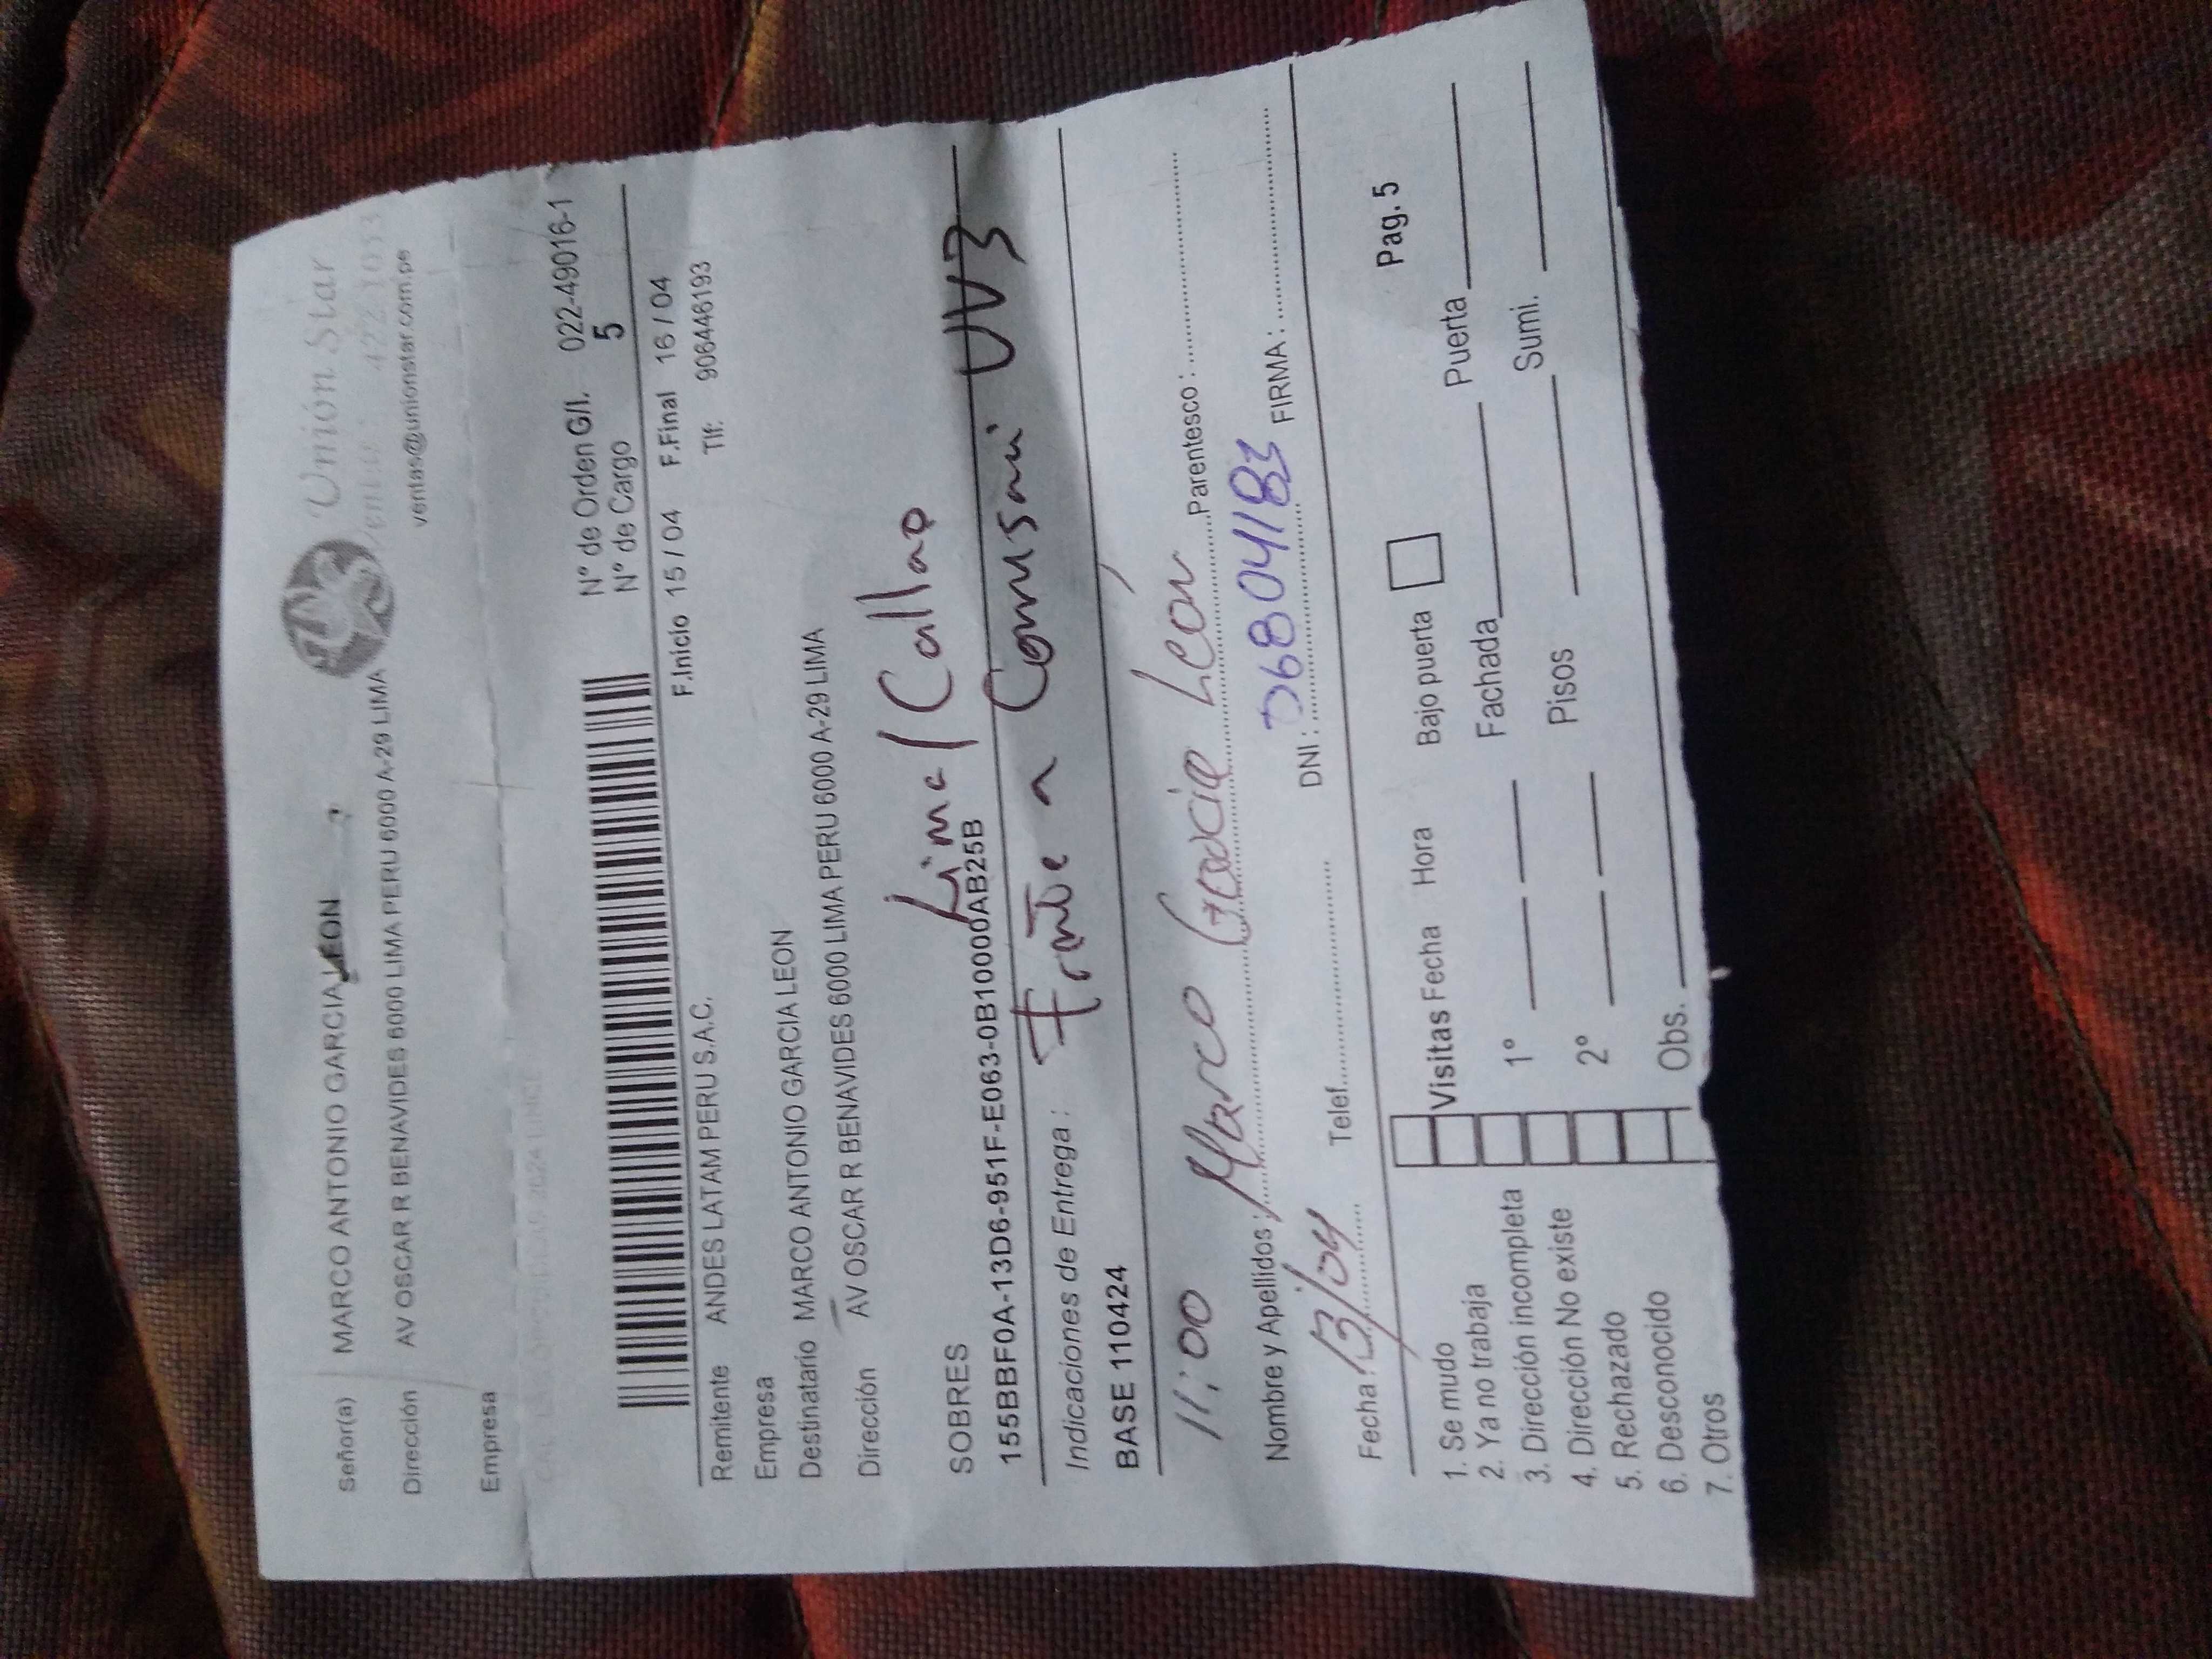 Unión Star
ventas@unionstar.com.pe
Señor(a) MARCO ANTONIO GARCIA LEON
Dirección AV OSCAR R BENAVIDES 6000 LIMA PERU 6000 A-29 LIMA
Empresa
N° de Orden G/I. 022-49016-1
N° de Cargo 5
F.Inicio 15 / 04 F.Final 16 / 04
Remitente ANDES LATAM PERU S.A.C. Tlf: 906446193
Empresa
Destinatario MARCO ANTONIO GARCIA LEON
Dirección AV OSCAR R BENAVIDES 6000 LIMA PERU 6000 A-29 LIMA
Lima / Callao
SOBRES
155BBF0A-13D6-951F-E063-0B10000AB25B
Indicaciones de Entrega : Frente a UV3
BASE 110424
11:00
Nombre y Apellidos : Marco Garcia León Parentesco :
DNI : FIRMA :
Fecha : /04 Telef.
1. Se mudo
2. Ya no trabaja
3. Dirección incompleta
4. Dirección No existe
5. Rechazado
6. Desconocido
7. Otros
Visitas Fecha Hora Bajo puerta Pag. 5
1° Fachada Puerta
2° Pisos Sumi.
Obs.